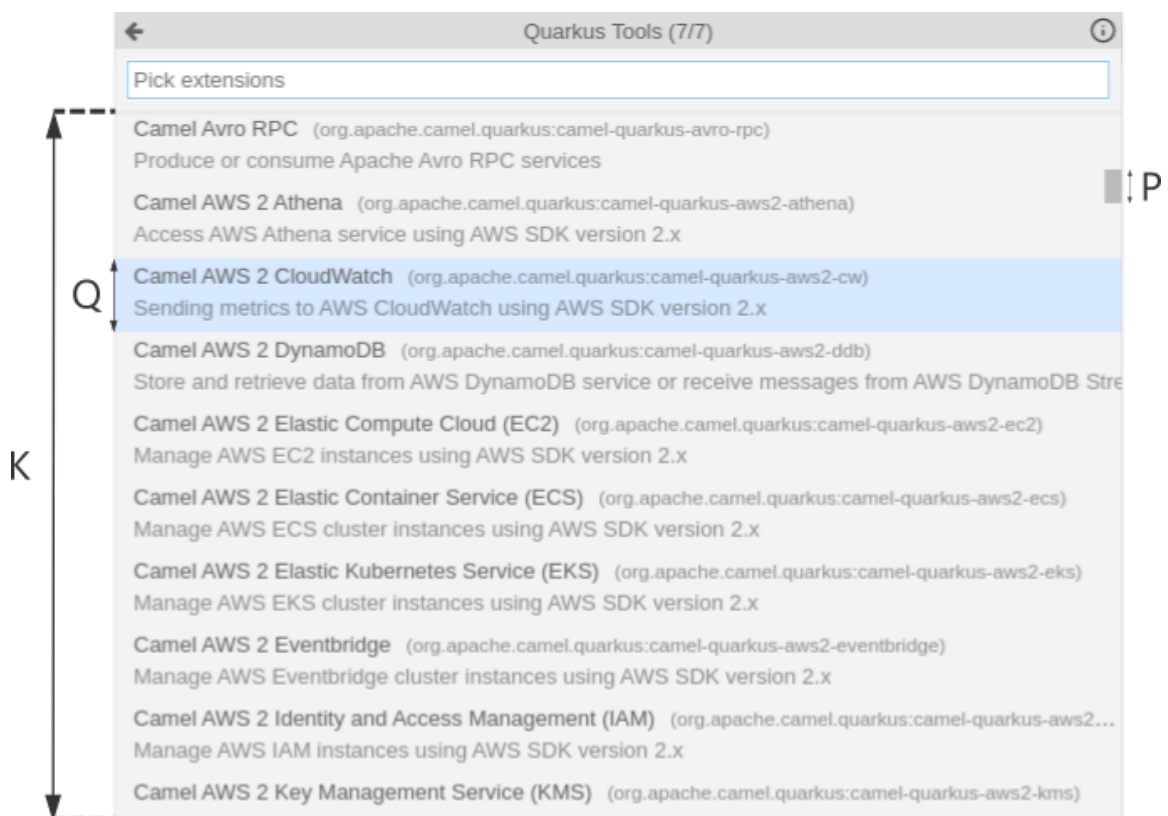 Quarkus Tools (7/7)
Pick extensions
Camel Avro RPC (org.apache.camel.quarkus:camel-quarkus-avro-rpc)
Produce or consume Apache Avro RPC services
P
Camel AWS 2 Athena (org.apache.camel.quarkus:camel-quarkus-aws2-athena)
Access AWS Athena service using AWS SDK version 2.x
Q
Camel AWS 2 CloudWatch (org.apache.camel.quarkus:camel-quarkus-aws2-cw)
Sending metrics to AWS CloudWatch using AWS SDK version 2.x
Camel AWS 2 DynamoDB (org.apache.camel.quarkus:camel-quarkus-aws2-ddb)
Store and retrieve data from AWS DynamoDB service or receive messages from AWS DynamoDB Stre
Camel AWS 2 Elastic Compute Cloud (EC2) (org.apache.camel.quarkus:camel-quarkus-aws2-ec2)
Manage AWS EC2 instances using AWS SDK version 2.x
K
Camel AWS 2 Elastic Container Service (ECS) (org.apache.camel.quarkus:camel-quarkus-aws2-ecs)
Manage AWS ECS cluster instances using AWS SDK version 2.x
Camel AWS 2 Elastic Kubernetes Service (EKS) (org.apache.camel.quarkus:camel-quarkus-aws2-eks)
Manage AWS EKS cluster instances using AWS SDK version 2.x
Camel AWS 2 Eventbridge (org.apache.camel.quarkus:camel-quarkus-aws2-eventbridge)
Manage AWS Eventbridge cluster instances using AWS SDK version 2.x
Camel AWS 2 Identity and Access Management (IAM) (org.apache.camel.quarkus:camel-quarkus-aws2...
Manage AWS IAM instances using AWS SDK version 2.x
Camel AWS 2 Key Management Service (KMS) (org.apache.camel.quarkus:camel-quarkus-aws2-kms)